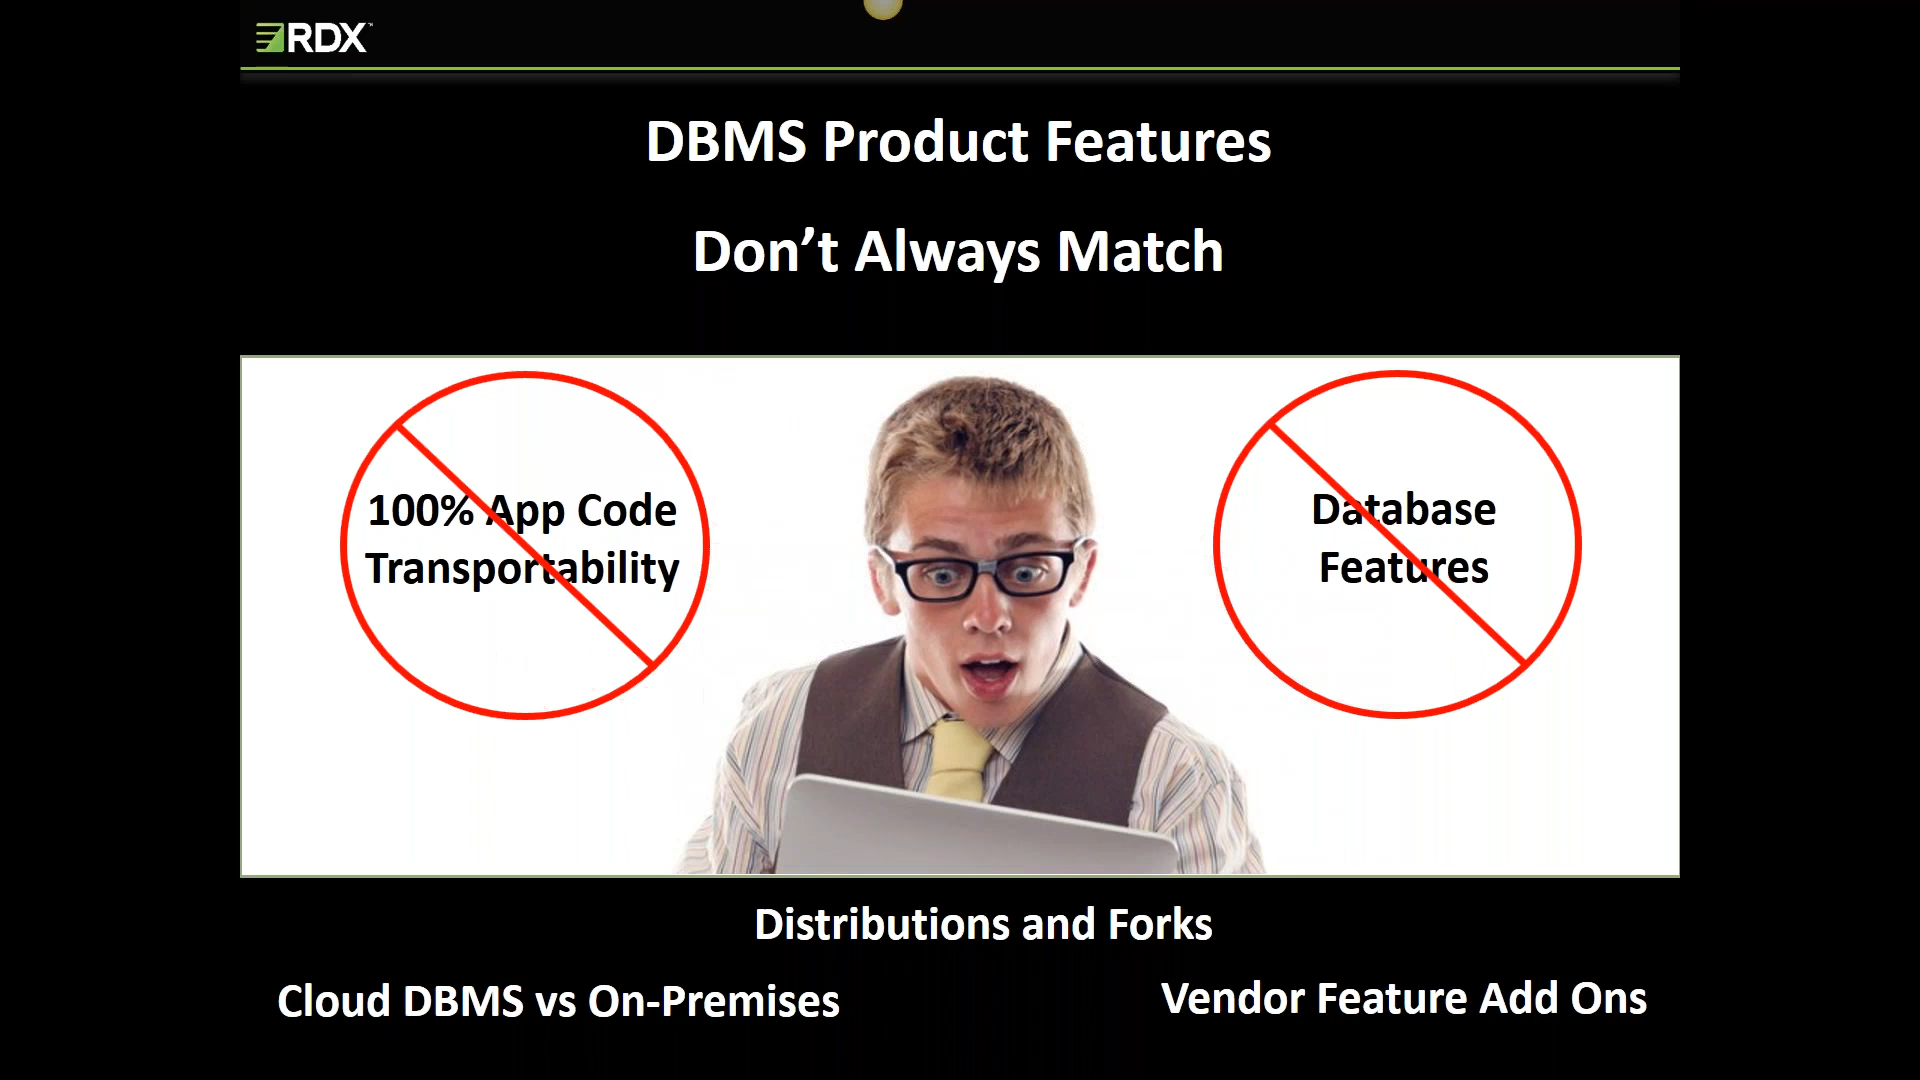 RDX™
DBMS Product Features
Don’t Always Match
100% App Code
Transportability
Database
Features
Distributions and Forks
Cloud DBMS vs On-Premises
Vendor Feature Add Ons